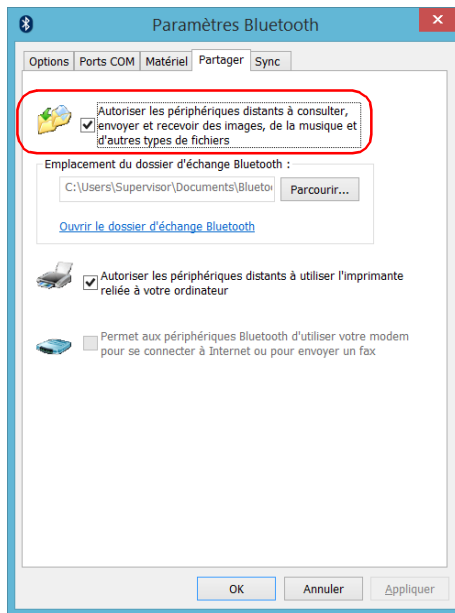 Paramètres Bluetooth
Options Ports COM Matériel Partager Sync
Autoriser les périphériques distants à consulter,
envoyer et recevoir des images, de la musique et
d'autres types de fichiers
Emplacement du dossier d'échange Bluetooth :
C:\Users\Supervisor\Documents\Bluetoo
Parcourir...
Ouvrir le dossier d'échange Bluetooth
Autoriser les périphériques distants à utiliser l'imprimante
reliée à votre ordinateur
Permet aux périphériques Bluetooth d'utiliser votre modem
pour se connecter à Internet ou pour envoyer un fax
OK Annuler Appliquer